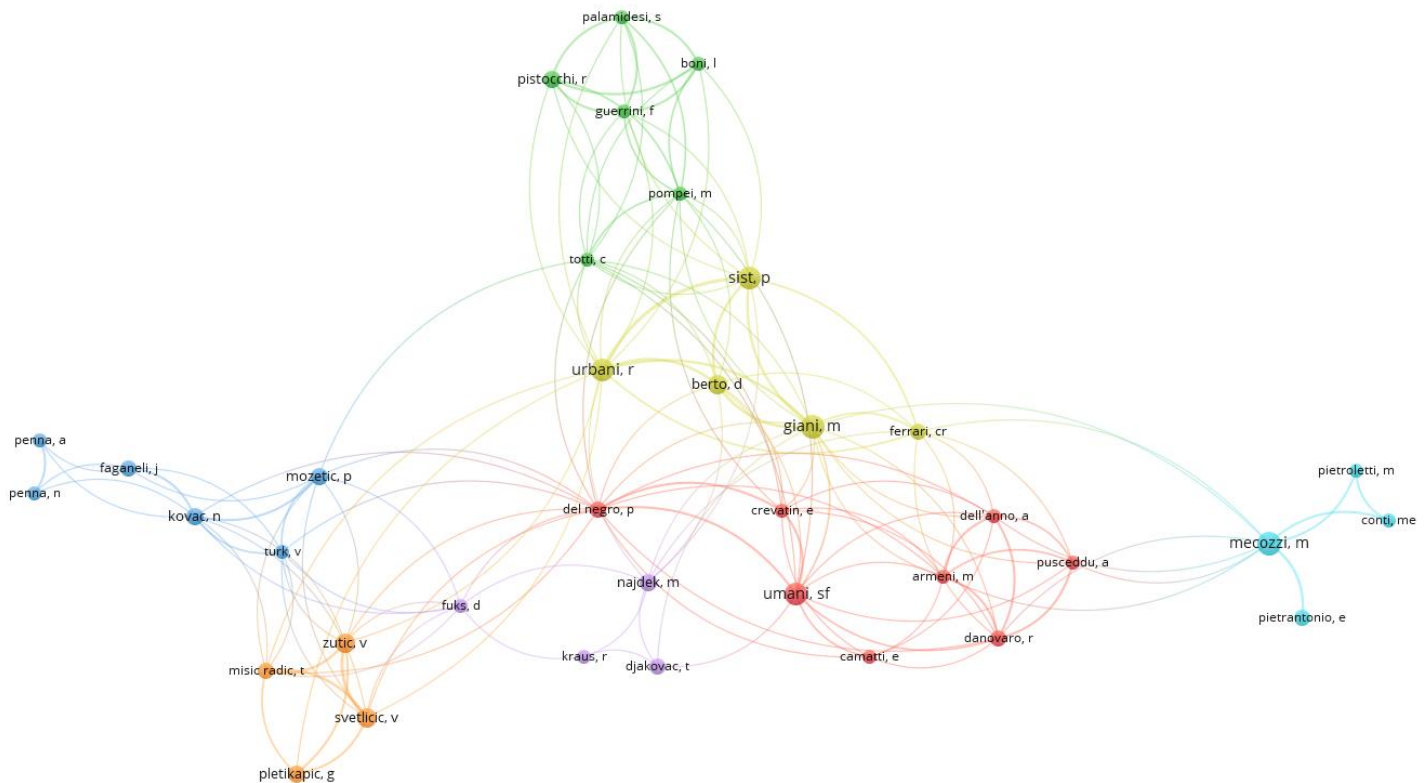 palamidesi, s
boni, l
pistocchi, r
guerrini, f
pompei, m
totti, c
sist, p
urbani, r
berto, d
giani, m
ferrari, cr
penna, a
faganeli, j
mozetic, p
penna, n
kovac, n
turk, v
del negro, p
crevatin, e
dell'anno, a
pietroletti, m
conti, me
mecozzi, m
pusceddu, a
armeni, m
umani, sf
najdek, m
fuks, d
pietrantonio, e
danovaro, r
camatti, e
kraus, r
djakovac, t
zutic, v
misic radic, t
svetlicic, v
pletikapic, g